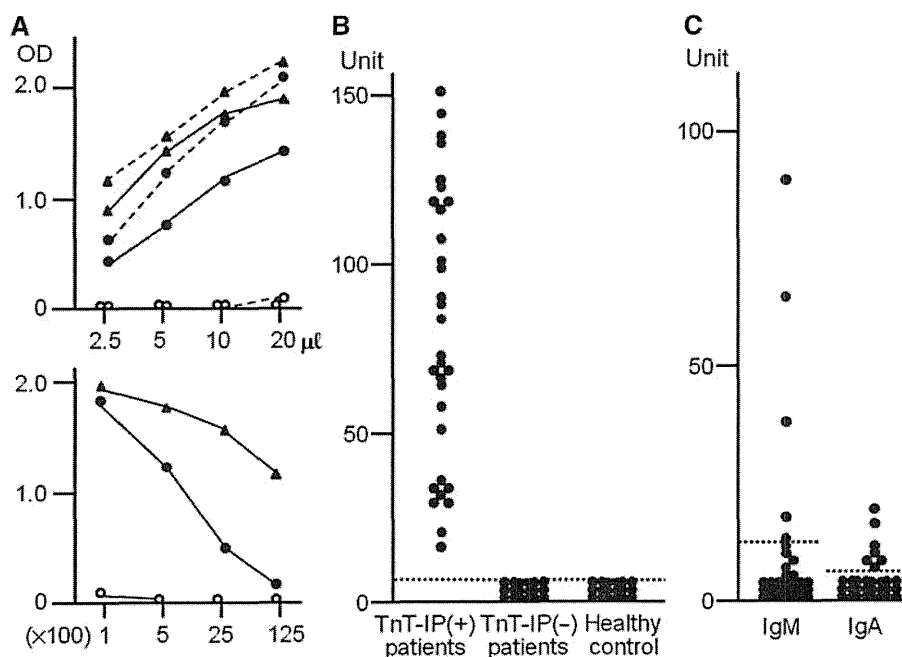 A
OD
2.0
1.0
0
2.5 5 10 20 µl
2.0
1.0
0
(×100) 1 5 25 125
B
Unit
150
100
50
0
TnT-IP(+) TnT-IP(−) Healthy
patients patients control
C
Unit
100
50
0
IgM IgA